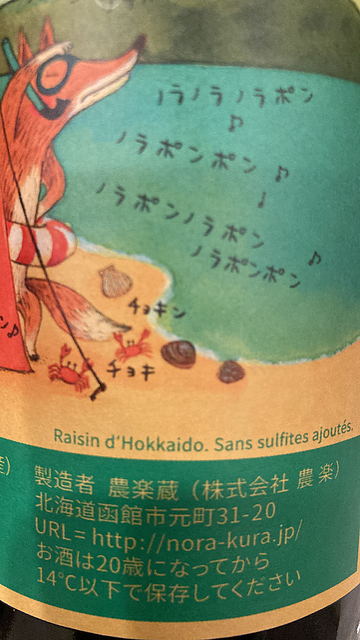 ノラノラノラポン
♪
ノラポンポン ♪
♩
ノラポンノラポン
♪
ノラポンポン
チョキン
チョキ
Raisin d'Hokkaido. Sans sulfites ajoutés.
製造者 農楽蔵（株式会社 農楽）
北海道函館市元町31-20
URL= http://nora-kura.jp/
お酒は20歳になってから
14℃以下で保存してください